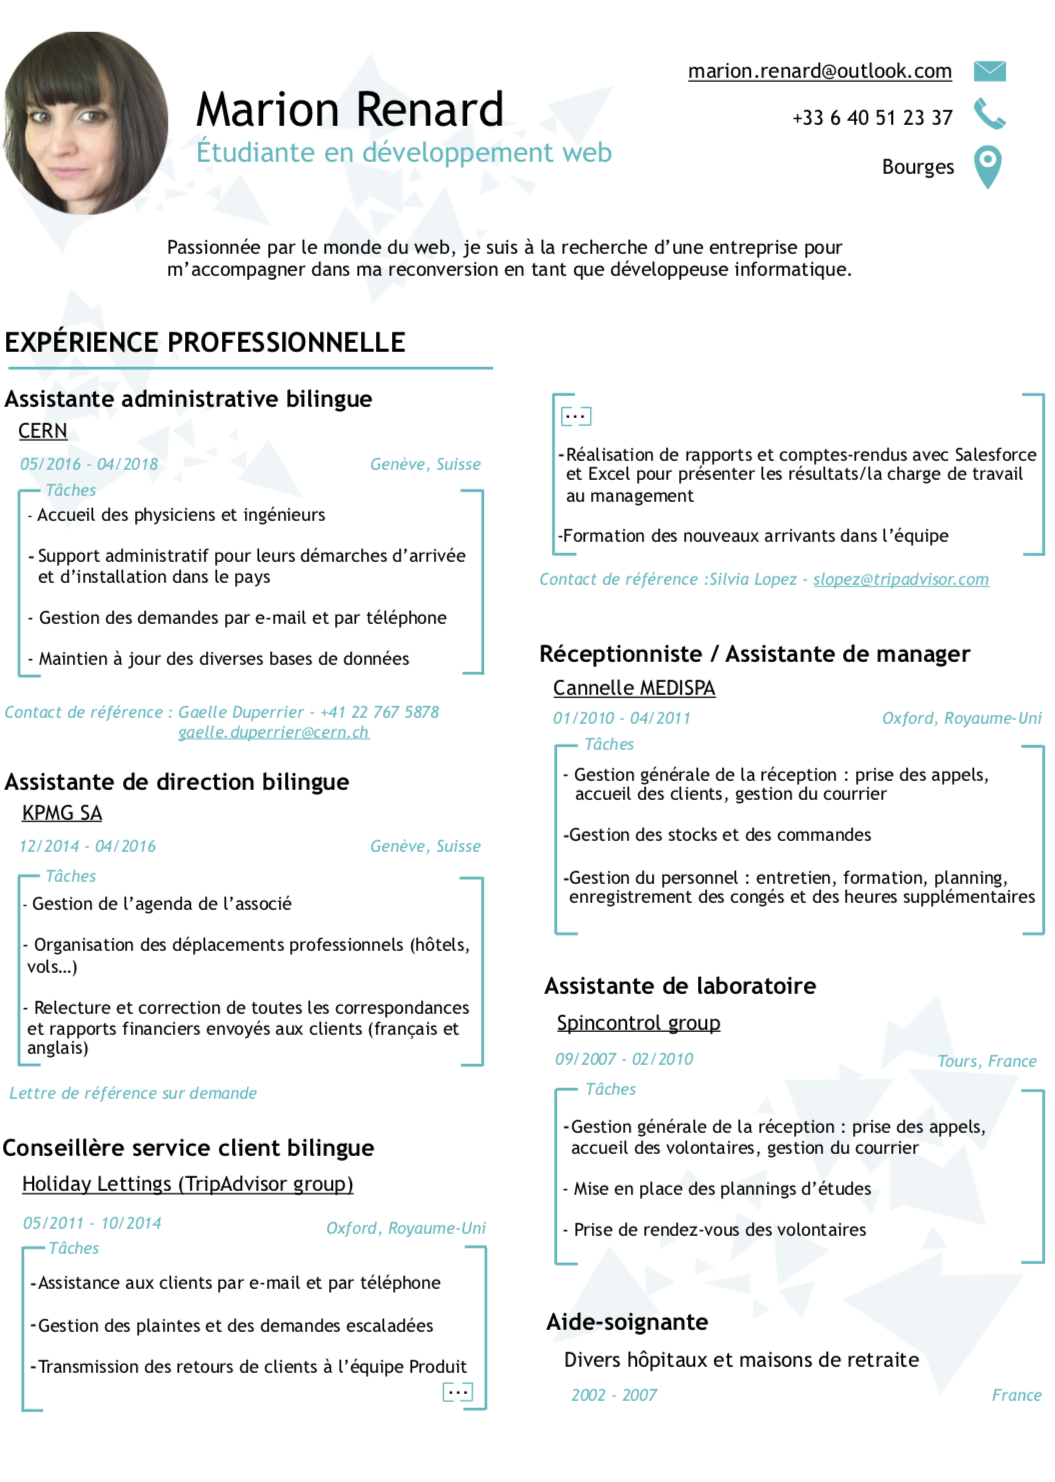 Marion Renard
Étudiante en développement web
marion.renard@outlook.com
+33 6 40 51 23 37
Bourges
Passionnée par le monde du web, je suis à la recherche d’une entreprise pour
m’accompagner dans ma reconversion en tant que développeuse informatique.
EXPÉRIENCE PROFESSIONNELLE
Assistante administrative bilingue
CERN
05/2016 - 04/2018 Genève, Suisse
Tâches
- Accueil des physiciens et ingénieurs
- Support administratif pour leurs démarches d’arrivée
et d’installation dans le pays
- Gestion des demandes par e-mail et par téléphone
- Maintien à jour des diverses bases de données
Contact de référence : Gaelle Duperrier - +41 22 767 5878
gaelle.duperrier@cern.ch
Assistante de direction bilingue
KPMG SA
12/2014 - 04/2016 Genève, Suisse
Tâches
- Gestion de l’agenda de l’associé
- Organisation des déplacements professionnels (hôtels,
vols…)
- Relecture et correction de toutes les correspondances
et rapports financiers envoyés aux clients (français et
anglais)
Lettre de référence sur demande
Conseillère service client bilingue
Holiday Lettings (TripAdvisor group)
05/2011 - 10/2014 Oxford, Royaume-Uni
Tâches
-Assistance aux clients par e-mail et par téléphone
-Gestion des plaintes et des demandes escaladées
-Transmission des retours de clients à l’équipe Produit
[...]
[...]
-Réalisation de rapports et comptes-rendus avec Salesforce
et Excel pour présenter les résultats/la charge de travail
au management
-Formation des nouveaux arrivants dans l’équipe
Contact de référence :Silvia Lopez - slopez@tripadvisor.com
Réceptionniste / Assistante de manager
Cannelle MEDISPA
01/2010 - 04/2011 Oxford, Royaume-Uni
Tâches
- Gestion générale de la réception : prise des appels,
accueil des clients, gestion du courrier
-Gestion des stocks et des commandes
-Gestion du personnel : entretien, formation, planning,
enregistrement des congés et des heures supplémentaires
Assistante de laboratoire
Spincontrol group
09/2007 - 02/2010 Tours, France
Tâches
-Gestion générale de la réception : prise des appels,
accueil des volontaires, gestion du courrier
- Mise en place des plannings d’études
- Prise de rendez-vous des volontaires
Aide-soignante
Divers hôpitaux et maisons de retraite
2002 - 2007 France